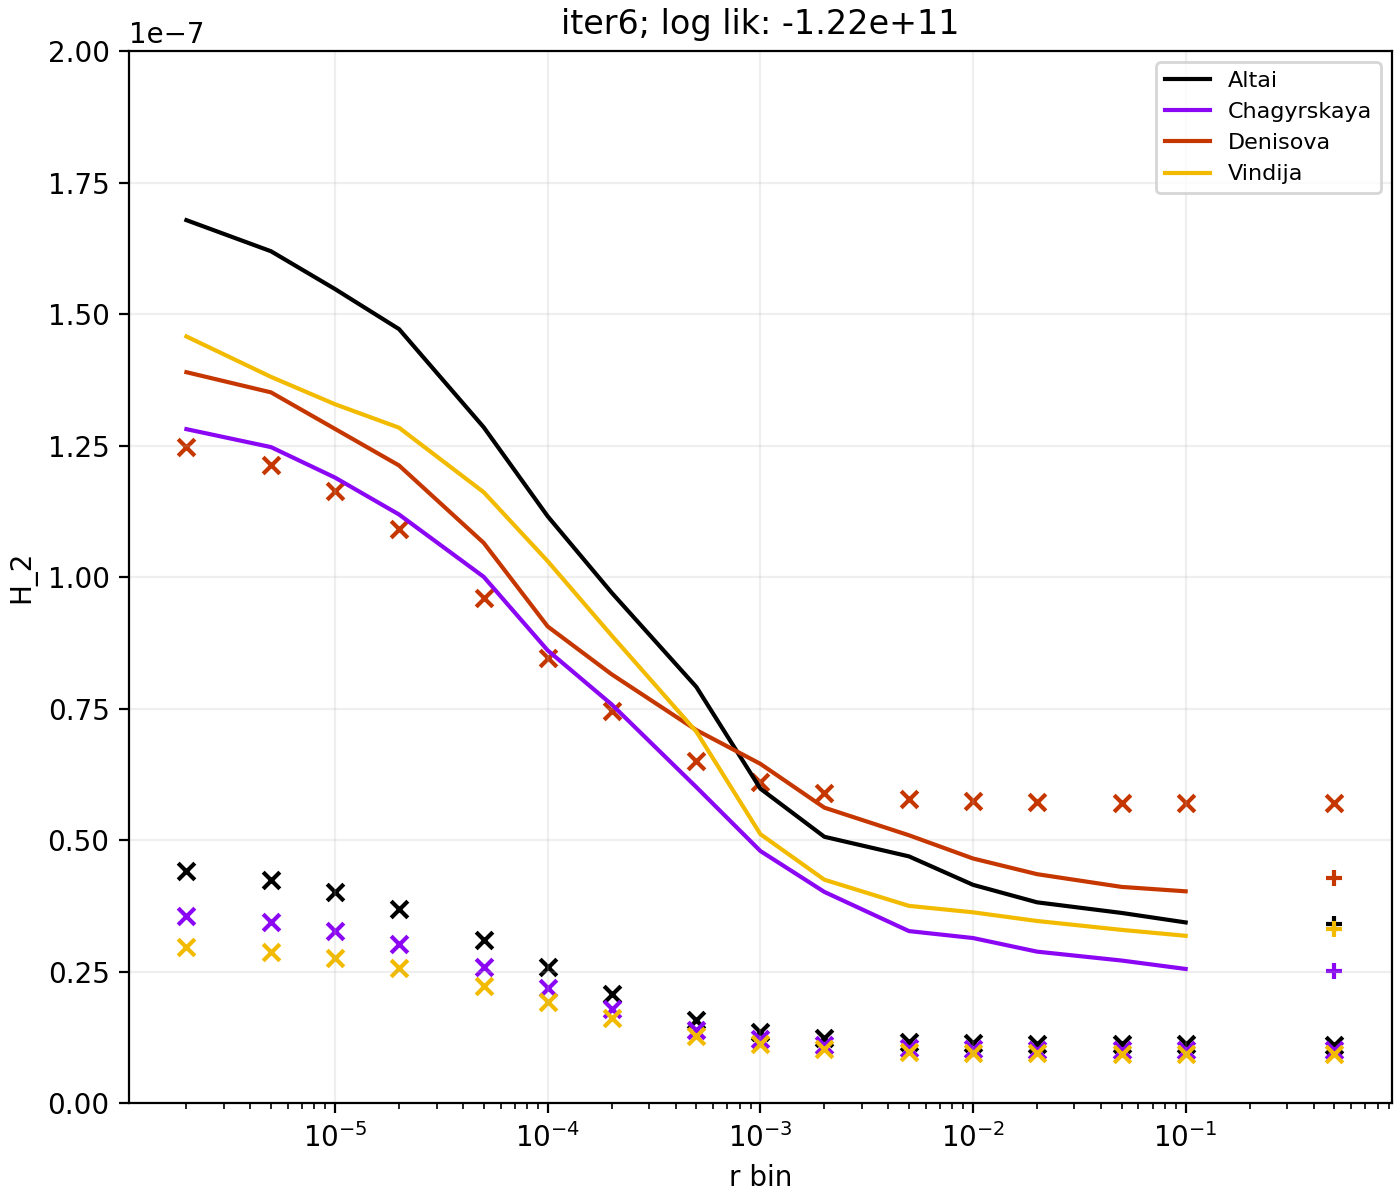 iter6; log lik: -1.22e+11
1e−7
2.00
1.75
1.50
1.25
1.00
0.75
0.50
0.25
0.00
H_2
Altai
Chagyrskaya
Denisova
Vindija
10⁻⁵
10⁻⁴
10⁻³
10⁻²
10⁻¹
r bin